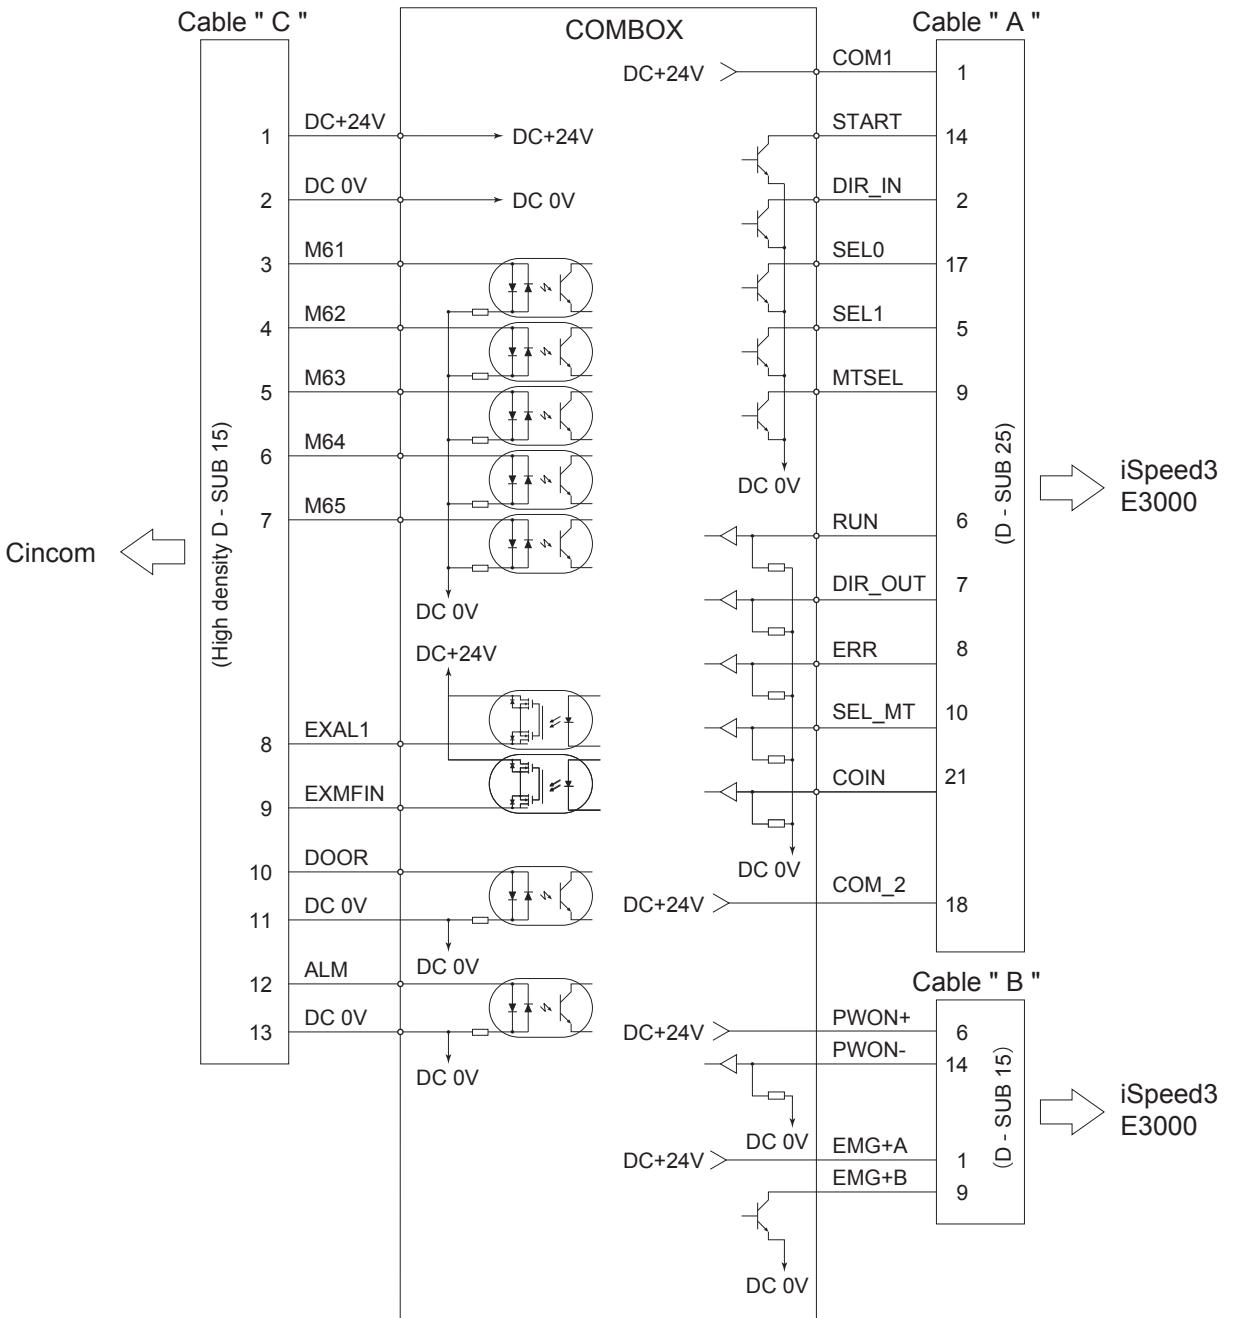 Cable " C "
COMBOX
Cable " A "
DC+24V
COM1
1
1
DC+24V
DC+24V
START
14
2
DC 0V
DC 0V
DIR_IN
2
3
M61
SEL0
17
4
M62
SEL1
5
5
M63
MTSEL
9
6
M64
DC 0V
7
M65
RUN
6
DC 0V
DIR_OUT
7
DC+24V
ERR
8
8
EXAL1
SEL_MT
10
9
EXMFIN
COIN
21
DC 0V
10
DOOR
DC+24V
COM_2
18
11
DC 0V
DC 0V
12
ALM
13
DC 0V
DC 0V
(High density D - SUB 15)
Cincom
(D - SUB 25)
iSpeed3
E3000
Cable " B "
DC+24V
PWON+
6
PWON-
14
DC 0V
DC+24V
EMG+A
1
EMG+B
9
DC 0V
(D - SUB 15)
iSpeed3
E3000